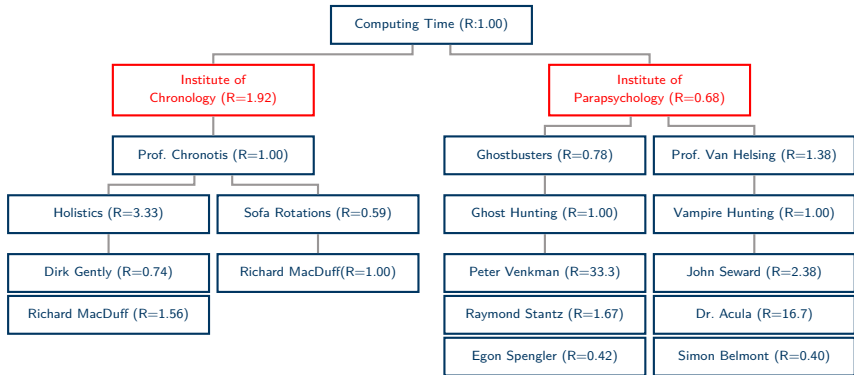 Computing Time (R:1.00)
Institute of
Chronology (R=1.92)
Institute of
Parapsychology (R=0.68)
Prof. Chronotis (R=1.00)
Ghostbusters (R=0.78)
Prof. Van Helsing (R=1.38)
Holistics (R=3.33)
Sofa Rotations (R=0.59)
Ghost Hunting (R=1.00)
Vampire Hunting (R=1.00)
Dirk Gently (R=0.74)
Richard MacDuff(R=1.00)
Peter Venkman (R=33.3)
John Seward (R=2.38)
Richard MacDuff (R=1.56)
Raymond Stantz (R=1.67)
Dr. Acula (R=16.7)
Egon Spengler (R=0.42)
Simon Belmont (R=0.40)